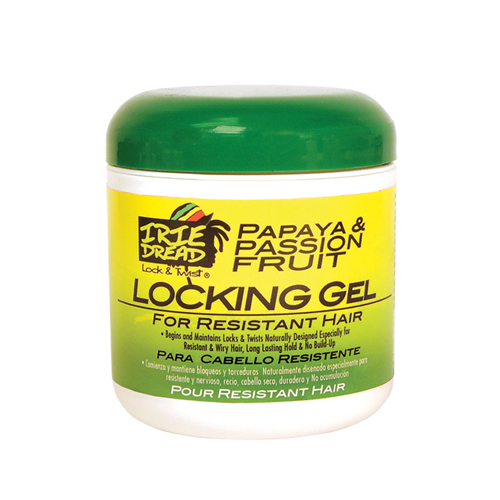 IRIE
DREAD
Lock & Twist®
PAPAYA &
PASSION
FRUIT
LOCKING GEL
FOR RESISTANT HAIR
• Begins and Maintains Locks & Twists Naturally Designed Especially for
Resistant & Wiry Hair, Long Lasting Hold & No Build-Up
PARA CABELLO RESISTENTE
• Comienza y mantiene bloqueos y torceduras Naturalmente disenado especialmente para
resistente y nervioso, recio, cabello seco, duradera y No acumulación
POUR RESISTANT HAIR